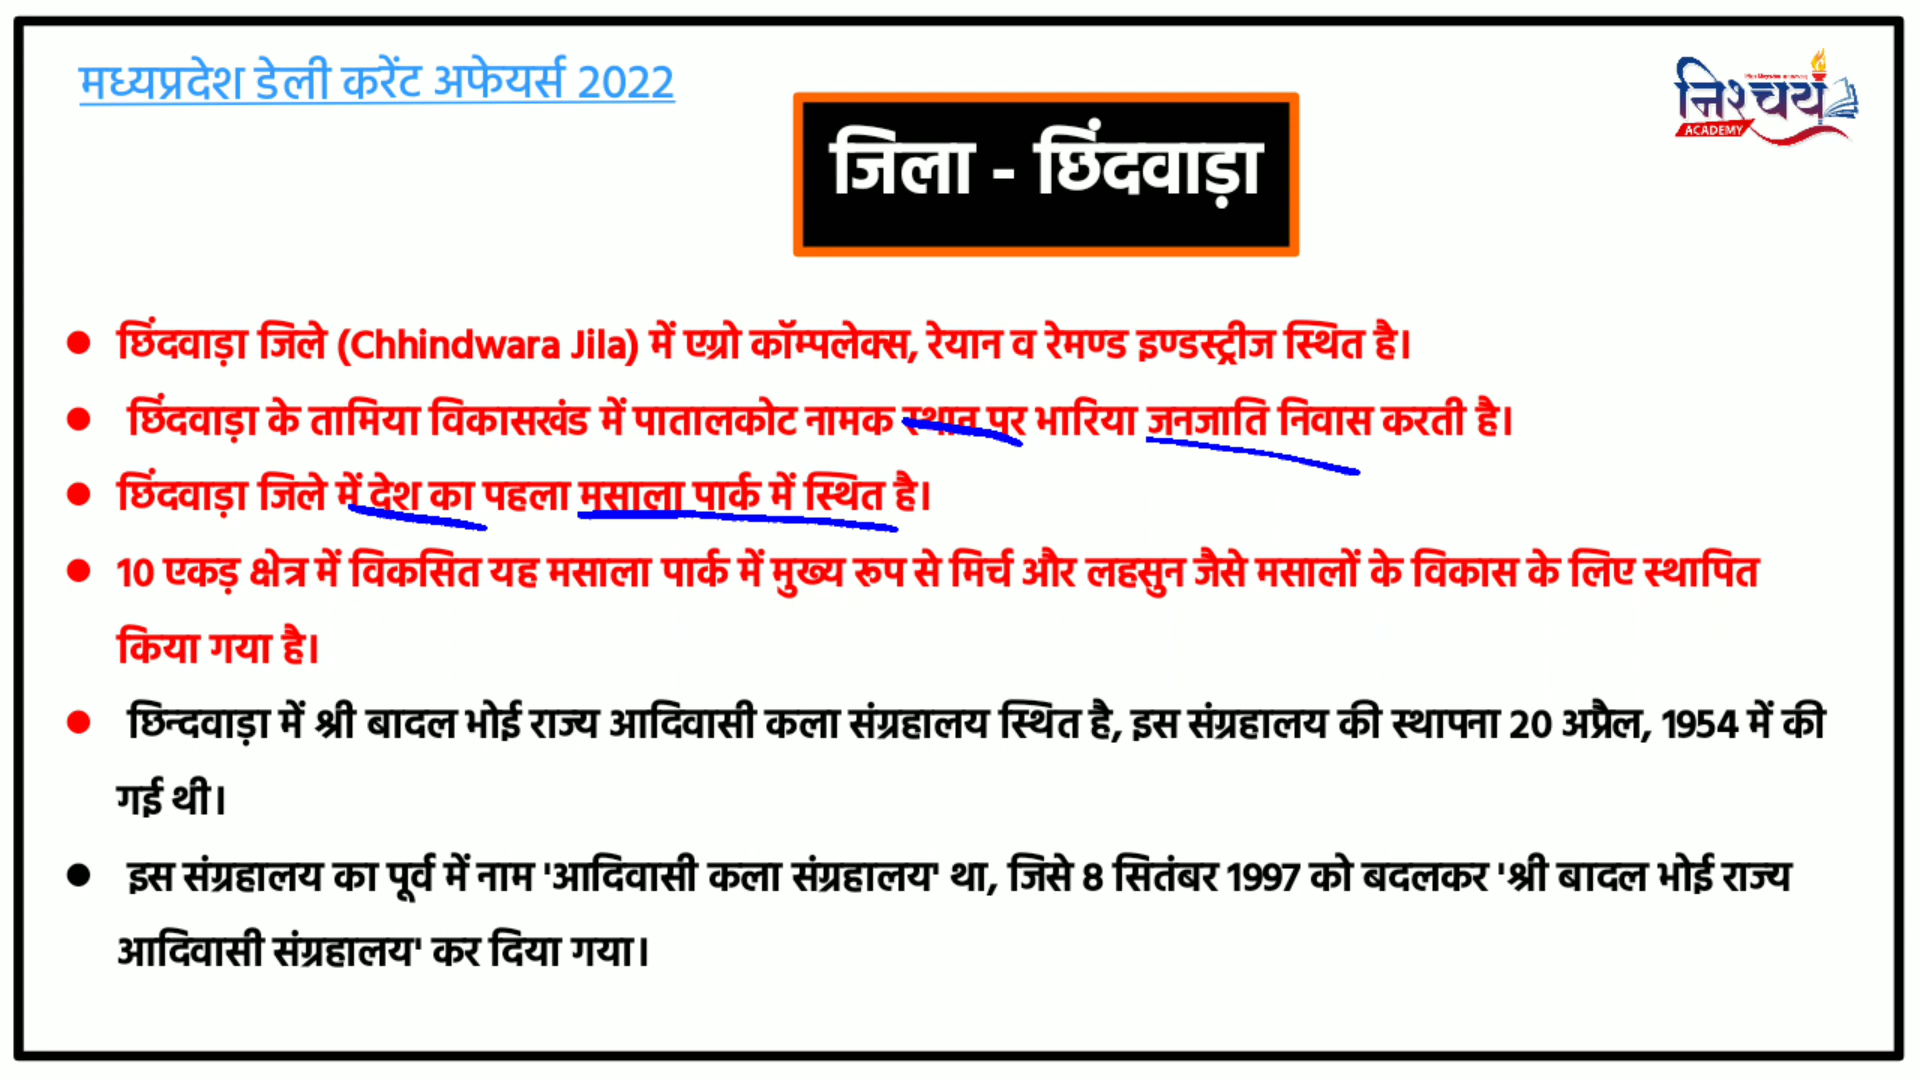 मध्यप्रदेश डेली करेंट अफेयर्स 2022
निश्चय
ACADEMY
जिला - छिंदवाड़ा
● छिंदवाड़ा जिले (Chhindwara Jila) में एग्रो कॉम्पलेक्स, रेयान व रेमण्ड इण्डस्ट्रीज स्थित है।
● छिंदवाड़ा के तामिया विकासखंड में पातालकोट नामक स्थान पर भारिया जनजाति निवास करती है।
● छिंदवाड़ा जिले में देश का पहला मसाला पार्क में स्थित है।
● 10 एकड़ क्षेत्र में विकसित यह मसाला पार्क में मुख्य रूप से मिर्च और लहसुन जैसे मसालों के विकास के लिए स्थापित
किया गया है।
● छिन्दवाड़ा में श्री बादल भोई राज्य आदिवासी कला संग्रहालय स्थित है, इस संग्रहालय की स्थापना 20 अप्रैल, 1954 में की
गई थी।
● इस संग्रहालय का पूर्व में नाम 'आदिवासी कला संग्रहालय' था, जिसे 8 सितंबर 1997 को बदलकर 'श्री बादल भोई राज्य
आदिवासी संग्रहालय' कर दिया गया।